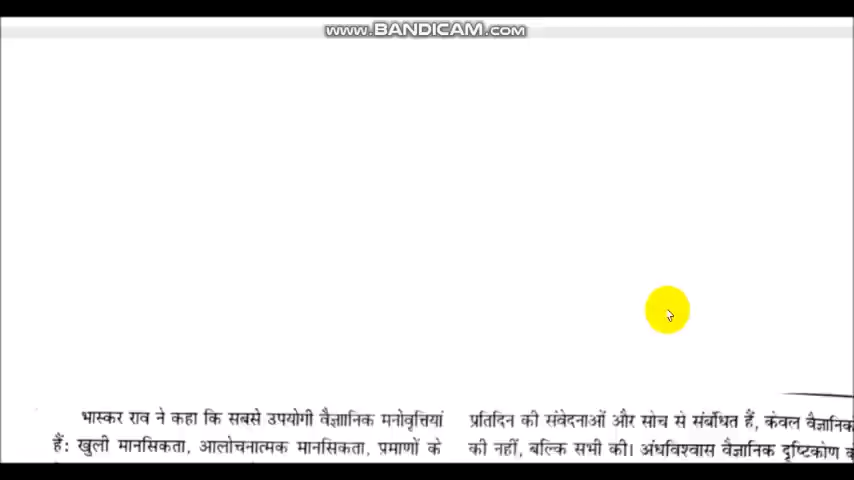 www.BANDICAM.com
भास्कर राव ने कहा कि सबसे उपयोगी वैज्ञाानिक मनोवृत्तियां
हैं: खुली मानसिकता, आलोचनात्मक मानसिकता, प्रमाणों के
प्रतिदिन की संवेदनाओं और सोच से संबंधित हैं, केवल वैज्ञानिकों
की नहीं, बल्कि सभी की। अंधविश्वास वैज्ञानिक दृष्टिकोण